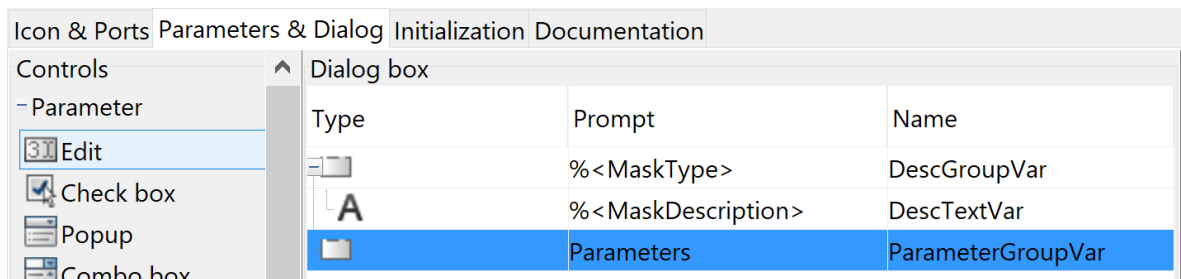 Icon & Ports Parameters & Dialog Initialization Documentation
Controls
Parameter
Edit
Check box
Popup
Combo box
Dialog box
Type Prompt Name
%<MaskType> DescGroupVar
A %<MaskDescription> DescTextVar
Parameters ParameterGroupVar